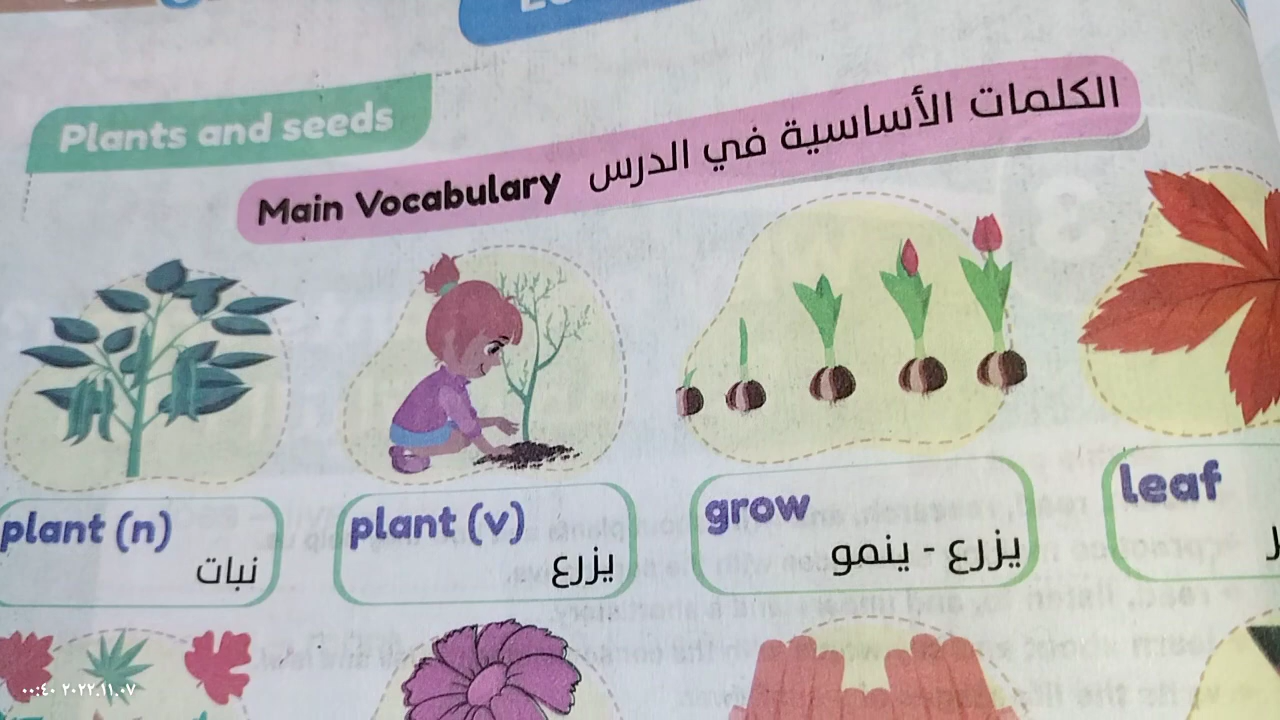 Plants and seeds
Main Vocabulary الكلمات الأساسية في الدرس
plant (n)
نبات
plant (v)
يزرع
grow
يزرع - ينمو
leaf
٢٠٢٢.١١.٠٧ ٠٠:٤٠